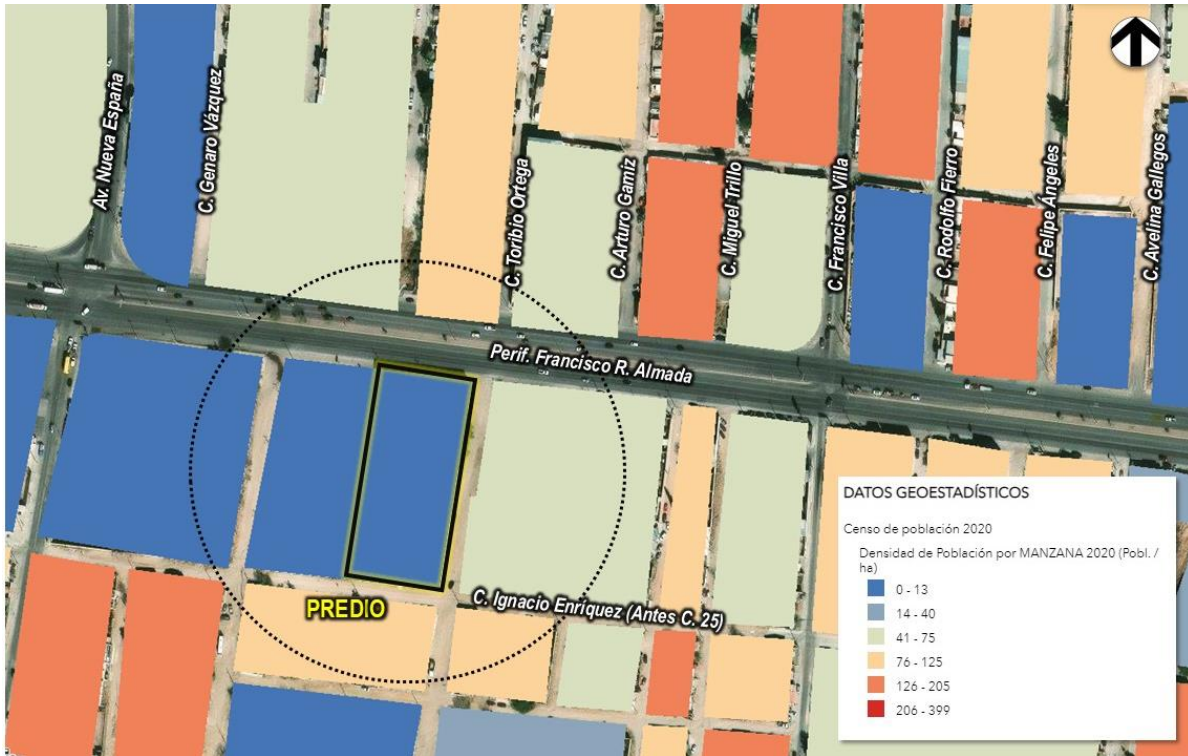 Av. Nueva España
C. Genaro Vázquez
C. Toribio Ortega
C. Arturo Gamiz
C. Miguel Trillo
C. Francisco Villa
C. Rodolfo Fierro
C. Felipe Ángeles
C. Avelina Gallegos
Perif. Francisco R. Almada
PREDIO
C. Ignacio Enríquez (Antes C. 25)
DATOS GEOESTADÍSTICOS
Censo de población 2020
Densidad de Población por MANZANA 2020 (Pobl. /
ha)
0 - 13
14 - 40
41 - 75
76 - 125
126 - 205
206 - 399